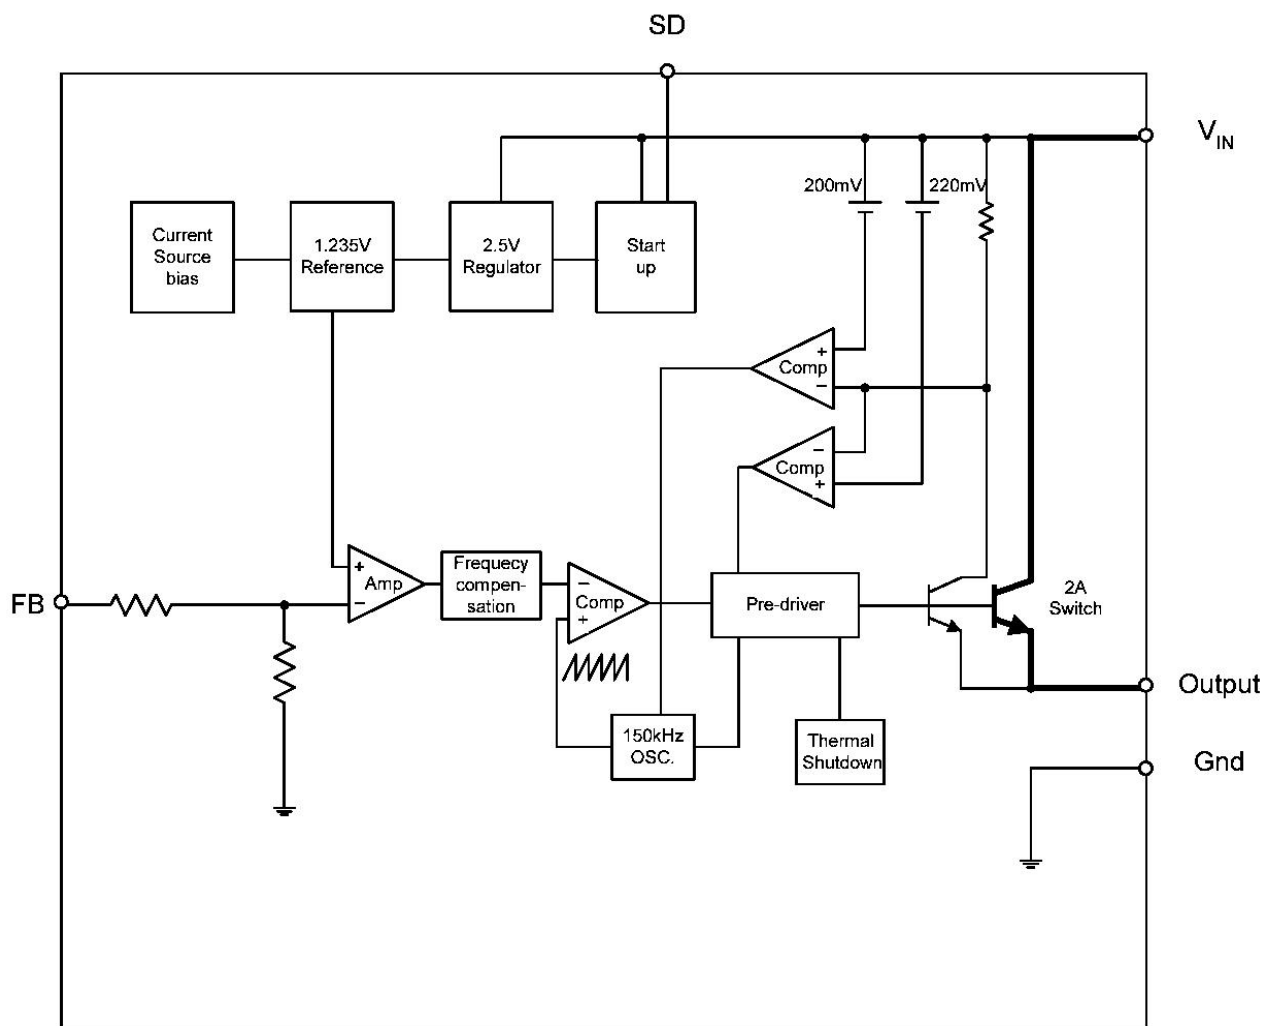 SD
V_IN
200mV
220mV
Current
Source
bias
1.235V
Reference
2.5V
Regulator
Start
up
+
Comp
−
−
Comp
+
FB
+
Amp
−
Frequecy
compen-
sation
−
Comp
+
Pre-driver
2A
Switch
Output
150kHz
OSC.
Thermal
Shutdown
Gnd